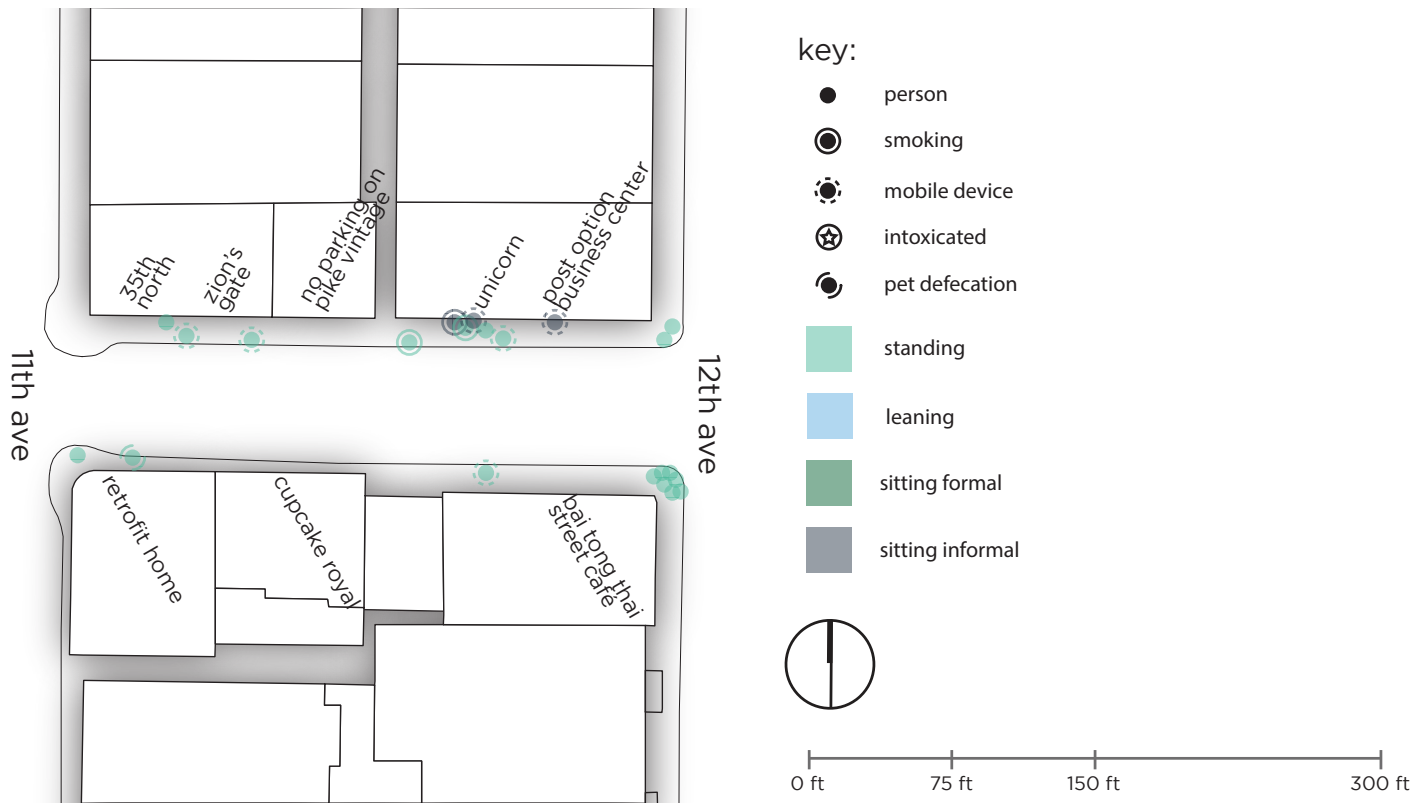 35th
north
zion's
gate
no parking on
pike vintage
unicorn
post option
business center
11th ave
12th ave
retrofit home
cupcake royal
bai tong thai
street café
key:
person
smoking
mobile device
intoxicated
pet defecation
standing
leaning
sitting formal
sitting informal
0 ft
75 ft
150 ft
300 ft